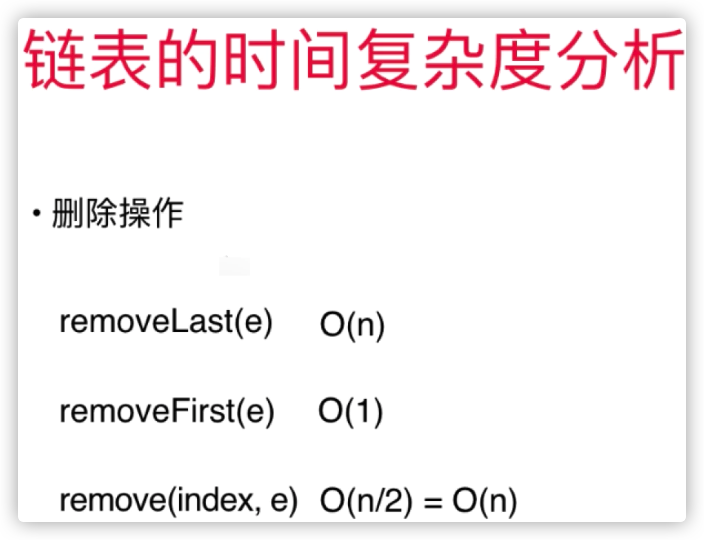 链表的时间复杂度分析
• 删除操作
removeLast(e) O(n)
removeFirst(e) O(1)
remove(index, e) O(n/2) = O(n)